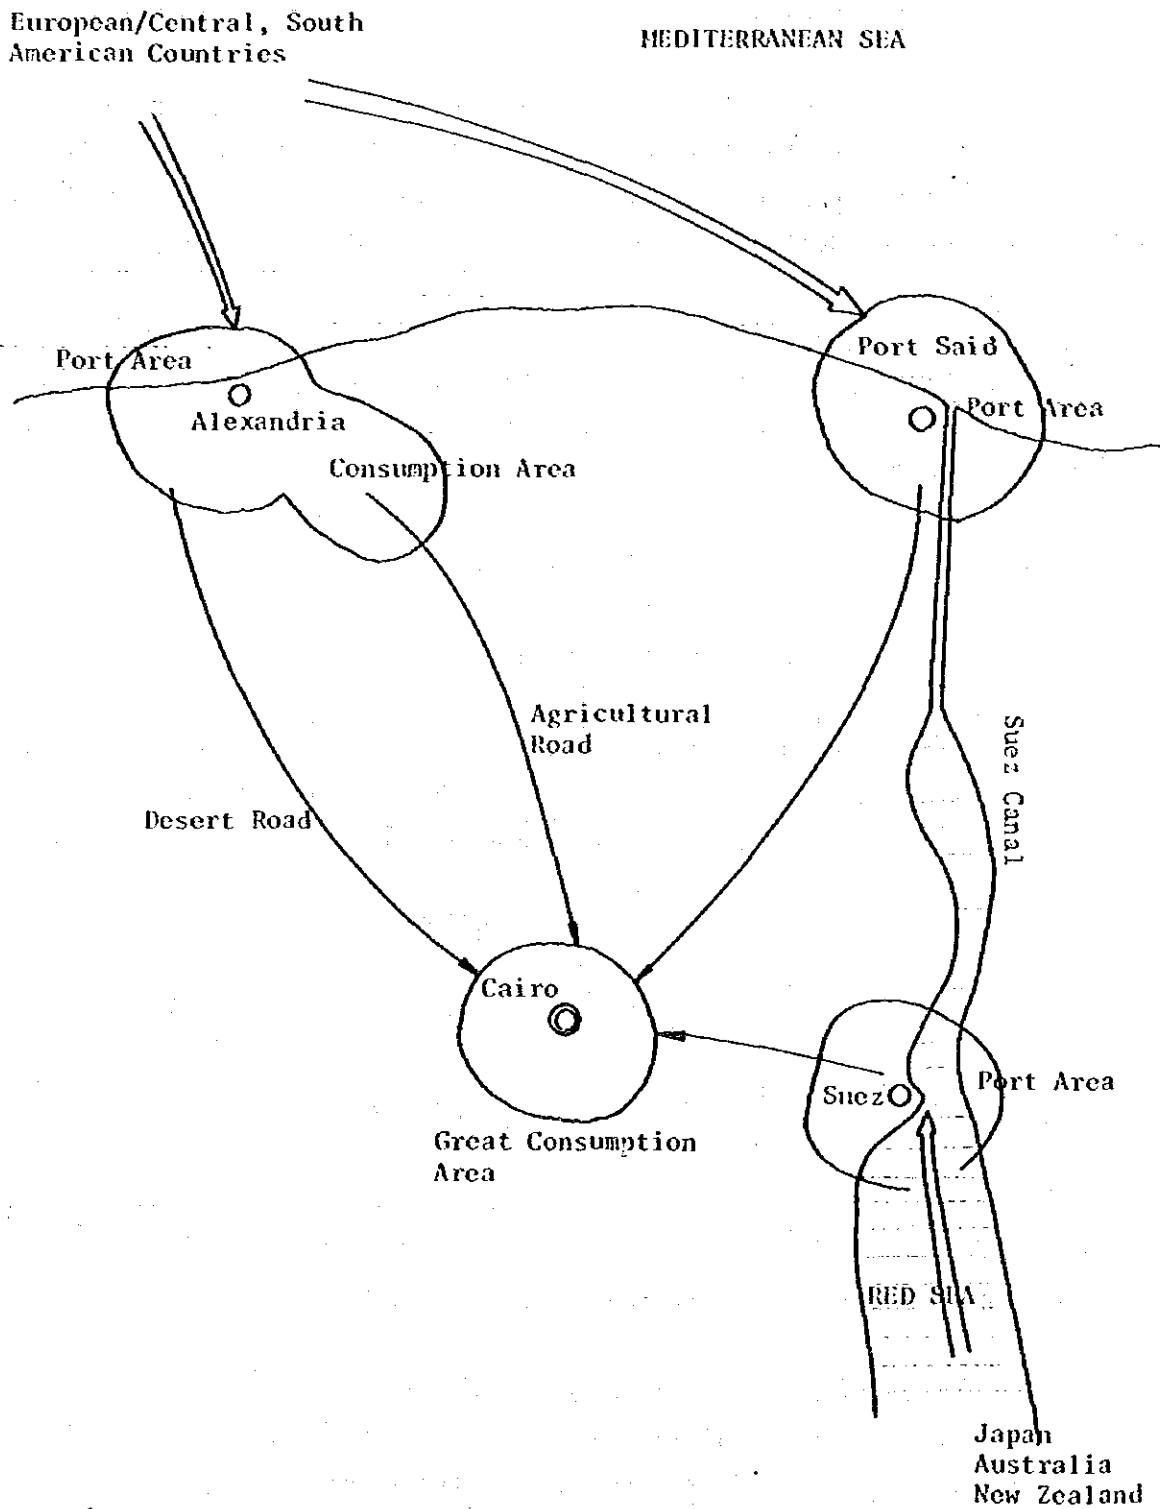 European/Central, South
American Countries
MEDITERRANEAN SEA
Port Area
Alexandria
Consumption Area
Port Said
Port Area
Agricultural
Road
Suez Canal
Desert Road
Cairo
Great Consumption
Area
Suez
Port Area
RED SEA
Japan
Australia
New Zealand